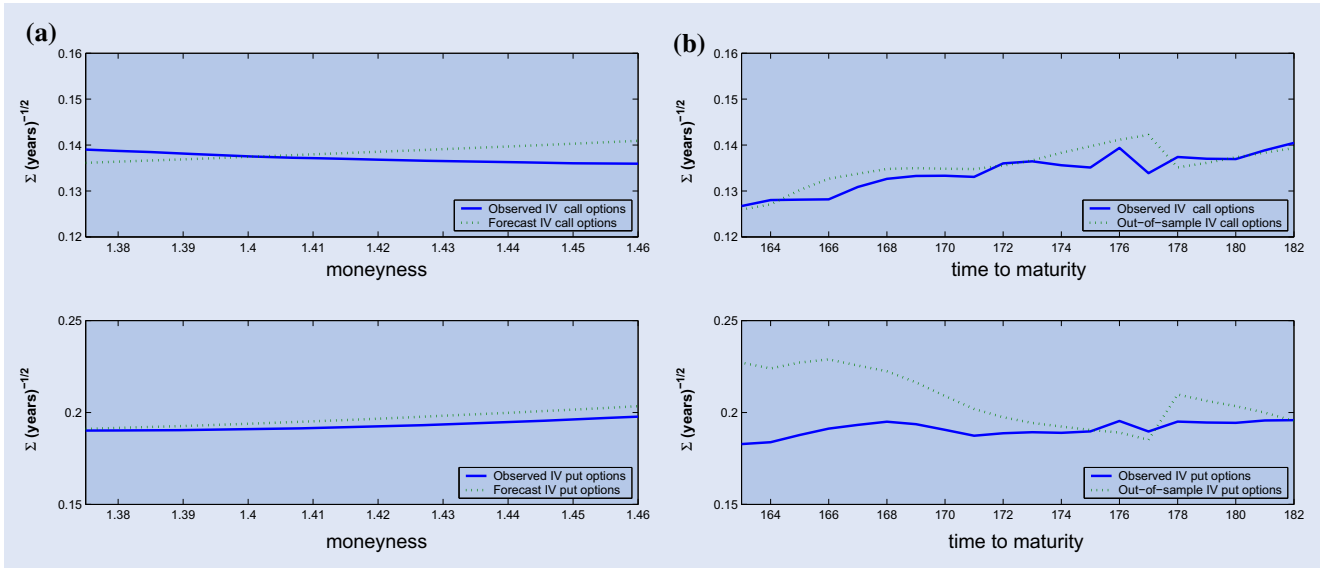 (a)
0.16
0.15
0.14
0.13
0.12
Σ (years)−1/2
Observed IV call options
Forecast IV call options
1.38 1.39 1.4 1.41 1.42 1.43 1.44 1.45 1.46
moneyness
0.25
0.2
0.15
Σ (years)−1/2
Observed IV put options
Forecast IV put options
1.38 1.39 1.4 1.41 1.42 1.43 1.44 1.45 1.46
moneyness
(b)
0.16
0.15
0.14
0.13
0.12
Σ (years)−1/2
Observed IV call options
Out−of−sample IV call options
164 166 168 170 172 174 176 178 180 182
time to maturity
0.25
0.2
0.15
Σ (years)−1/2
Observed IV put options
Out−of−sample IV put options
164 166 168 170 172 174 176 178 180 182
time to maturity